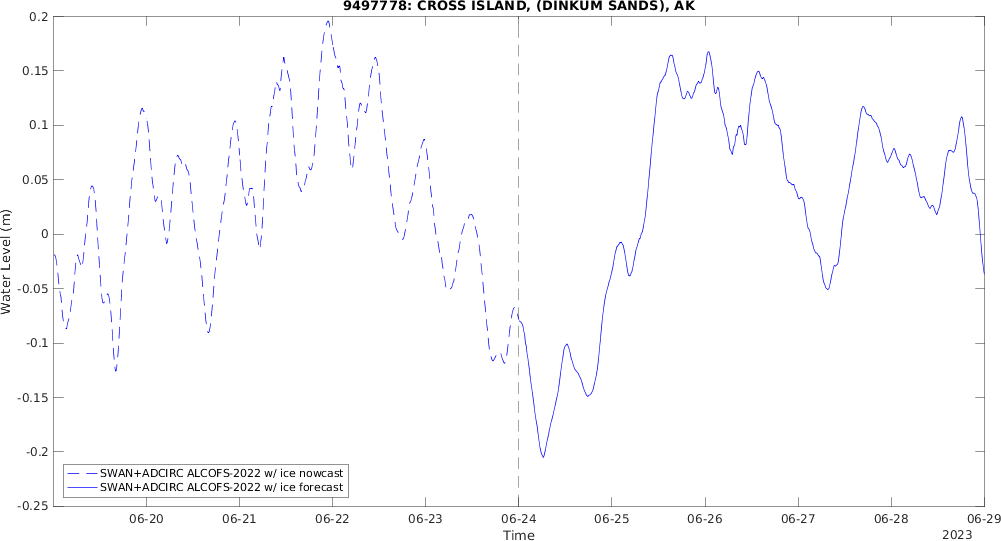 9497778: CROSS ISLAND, (DINKUM SANDS), AK
0.2
0.15
0.1
0.05
0
-0.05
-0.1
-0.15
-0.2
-0.25
Water Level (m)
SWAN+ADCIRC ALCOFS-2022 w/ ice nowcast
SWAN+ADCIRC ALCOFS-2022 w/ ice forecast
06-20 06-21 06-22 06-23 06-24 06-25 06-26 06-27 06-28 06-29
Time 2023